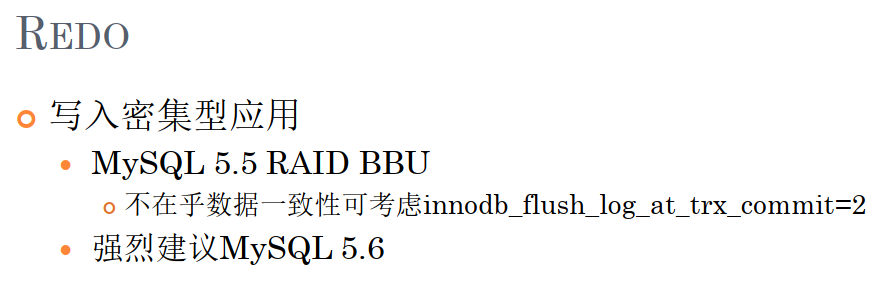 REDO
写入密集型应用
MySQL 5.5 RAID BBU
不在乎数据一致性可考虑innodb_flush_log_at_trx_commit=2
强烈建议MySQL 5.6